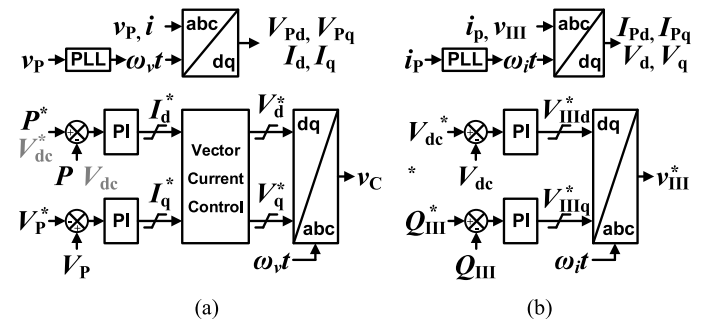 v_P, i
abc
V_Pd, V_Pq
v_P
PLL
ω_v t
dq
I_d, I_q
i_p, v_III
abc
I_Pd, I_Pq
i_P
PLL
ω_i t
dq
V_d, V_q
P*
V_dc*
PI
I_d*
Vector
Current
Control
V_d*
dq
P
V_dc
v_C
V_P*
PI
I_q*
V_q*
abc
V_P
ω_v t
V_dc*
PI
V_IIId*
dq
V_dc
*
v_III*
Q_III*
PI
V_IIIq*
abc
Q_III
ω_i t
(a)
(b)